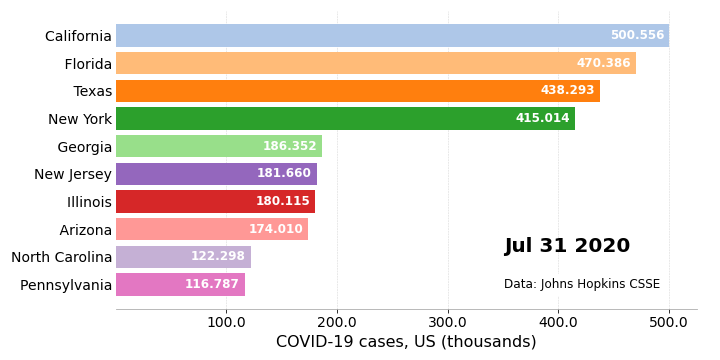 California 500.556
Florida 470.386
Texas 438.293
New York 415.014
Georgia 186.352
New Jersey 181.660
Illinois 180.115
Arizona 174.010
North Carolina 122.298
Pennsylvania 116.787
Jul 31 2020
Data: Johns Hopkins CSSE
100.0 200.0 300.0 400.0 500.0
COVID-19 cases, US (thousands)